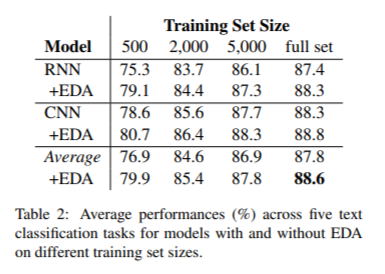 Training Set Size
Model 500 2,000 5,000 full set
RNN 75.3 83.7 86.1 87.4
+EDA 79.1 84.4 87.3 88.3
CNN 78.6 85.6 87.7 88.3
+EDA 80.7 86.4 88.3 88.8
Average 76.9 84.6 86.9 87.8
+EDA 79.9 85.4 87.8 88.6
Table 2: Average performances (%) across five text
classification tasks for models with and without EDA
on different training set sizes.